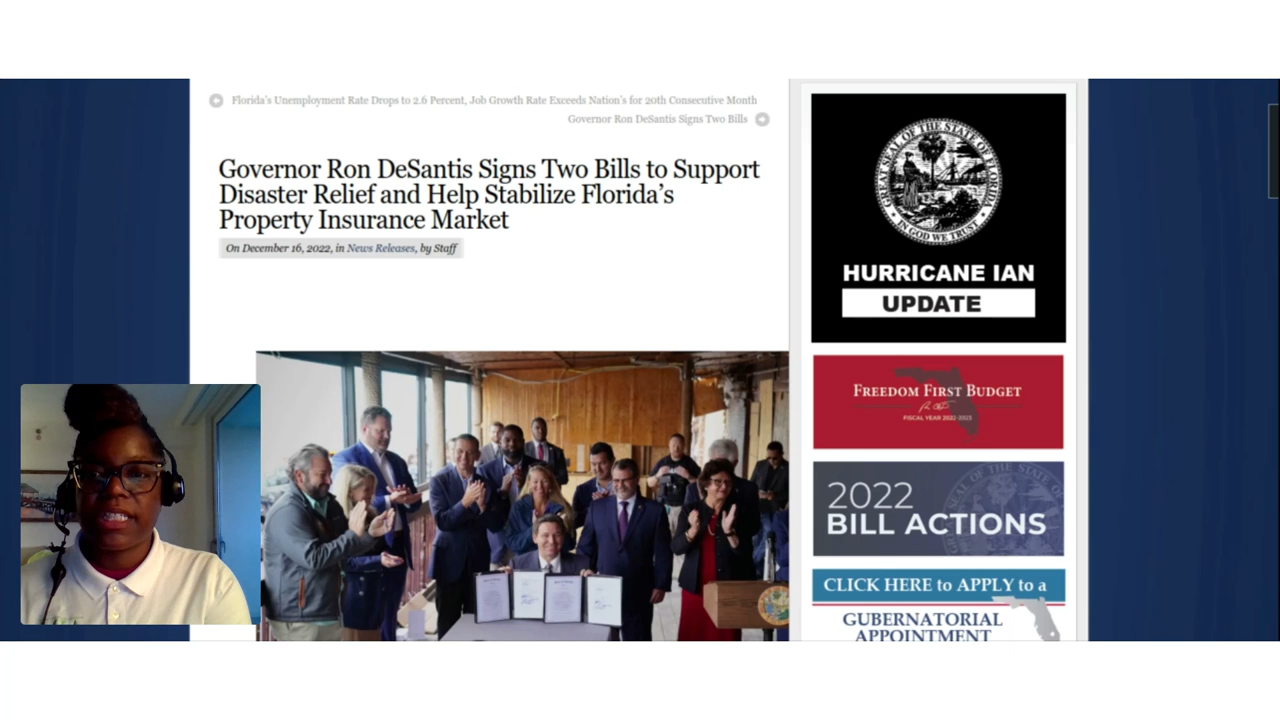 Florida's Unemployment Rate Drops to 2.6 Percent, Job Growth Rate Exceeds Nation's for 20th Consecutive Month
Governor Ron DeSantis Signs Two Bills
Governor Ron DeSantis Signs Two Bills to Support
Disaster Relief and Help Stabilize Florida's
Property Insurance Market
On December 16, 2022, in News Releases, by Staff
GREAT SEAL OF THE STATE OF FLORIDA
IN GOD WE TRUST
HURRICANE IAN
UPDATE
FREEDOM FIRST BUDGET
FISCAL YEAR 2022-2023
2022
BILL ACTIONS
CLICK HERE to APPLY to a
GUBERNATORIAL
APPOINTMENT